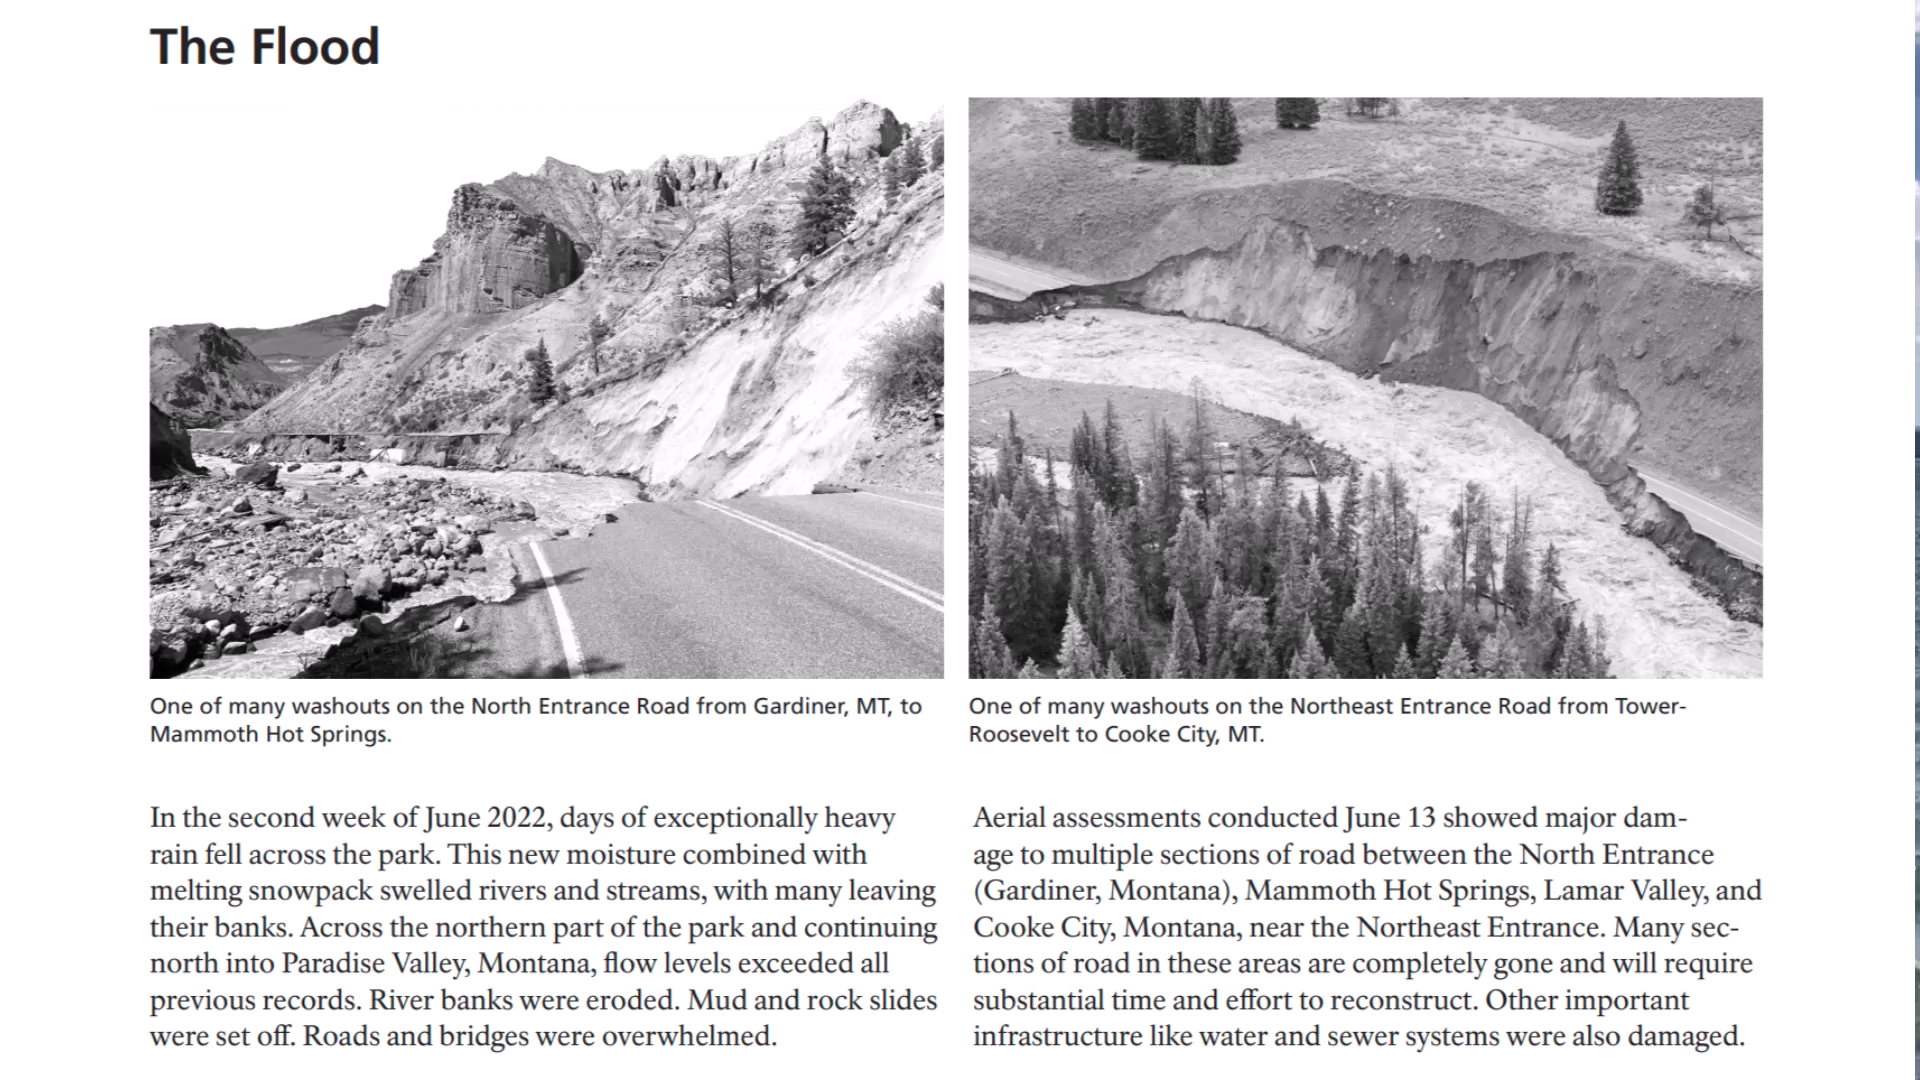 The Flood
One of many washouts on the North Entrance Road from Gardiner, MT, to
Mammoth Hot Springs.
One of many washouts on the Northeast Entrance Road from Tower-
Roosevelt to Cooke City, MT.
In the second week of June 2022, days of exceptionally heavy
rain fell across the park. This new moisture combined with
melting snowpack swelled rivers and streams, with many leaving
their banks. Across the northern part of the park and continuing
north into Paradise Valley, Montana, flow levels exceeded all
previous records. River banks were eroded. Mud and rock slides
were set off. Roads and bridges were overwhelmed.
Aerial assessments conducted June 13 showed major dam-
age to multiple sections of road between the North Entrance
(Gardiner, Montana), Mammoth Hot Springs, Lamar Valley, and
Cooke City, Montana, near the Northeast Entrance. Many sec-
tions of road in these areas are completely gone and will require
substantial time and effort to reconstruct. Other important
infrastructure like water and sewer systems were also damaged.